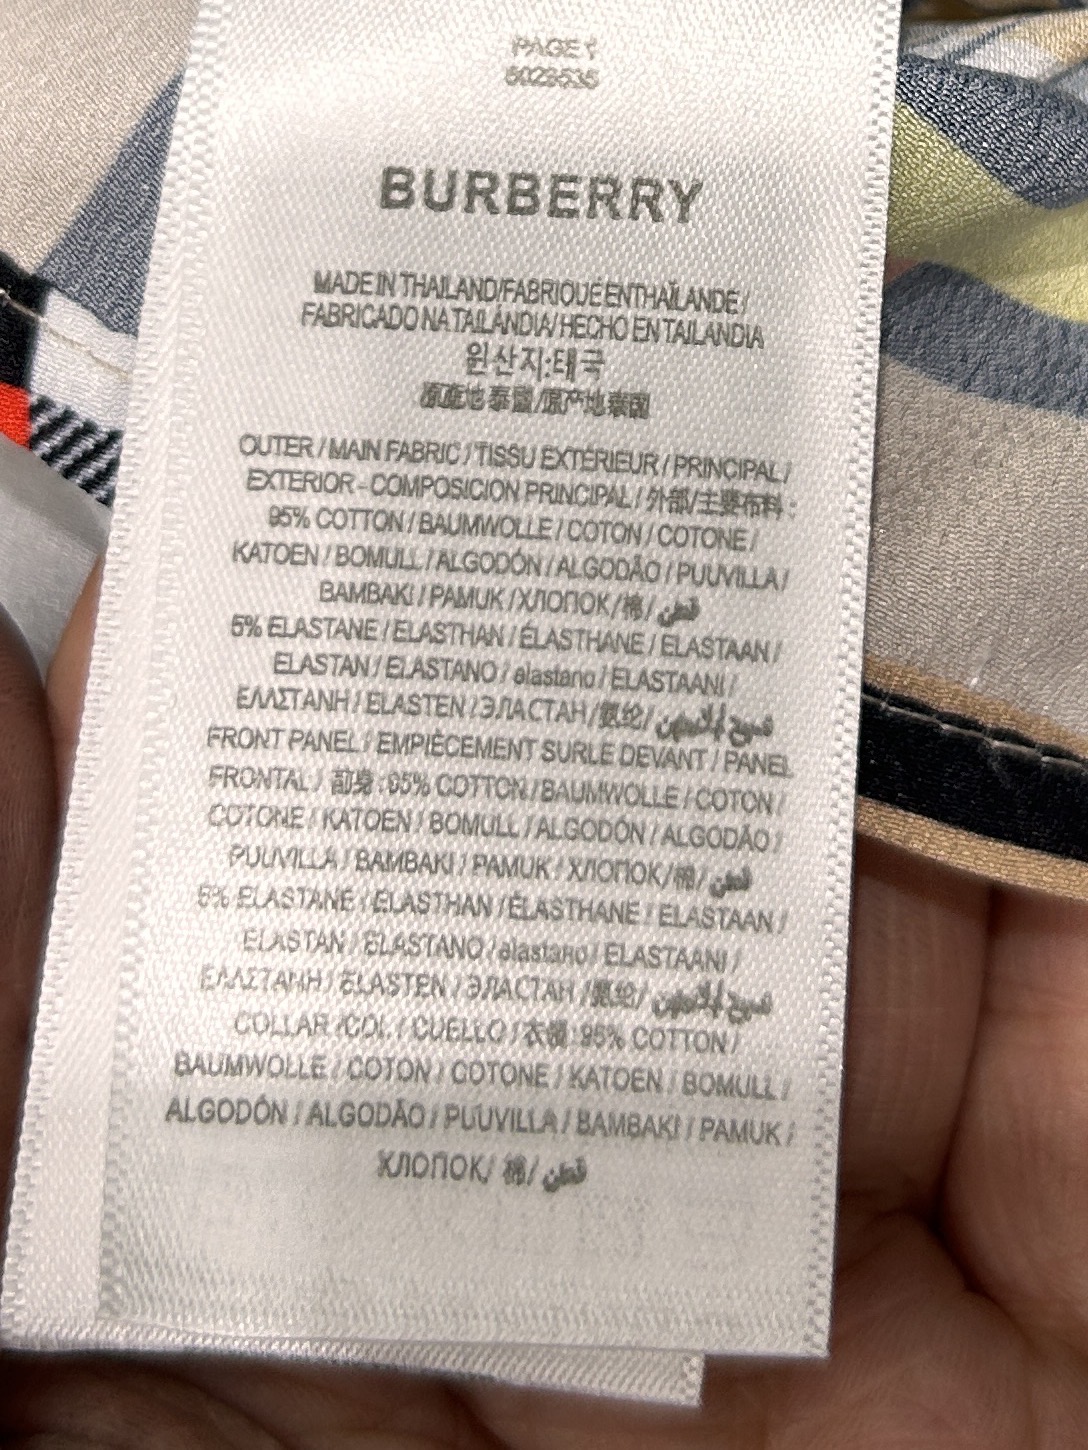 PAGE 1
BURBERRY
MADE IN THAILAND/FABRIQUÉ EN THAÏLANDE/
FABRICADO NA TAILÂNDIA/HECHO EN TAILANDIA
원산지:태국
原產地 泰國/原产地泰国
OUTER / MAIN FABRIC / TISSU EXTÉRIEUR / PRINCIPAL /
EXTERIOR - COMPOSICION PRINCIPAL / 外部/主要布料 :
95% COTTON / BAUMWOLLE / COTON / COTONE /
KATOEN / BOMULL / ALGODÓN / ALGODÃO / PUUVILLA /
BAMBAKI / PAMUK / ХЛОПОК/棉/ قطن
5% ELASTANE / ELASTHAN / ÉLASTHANE / ELASTAAN /
ELASTAN / ELASTANO / elastano / ELASTAANI /
ΕΛΑΣΤΑΝΗ / ELASTEN / ЭЛАСТАН /氨纶/
FRONT PANEL / EMPIÈCEMENT SUR LE DEVANT / PANEL
FRONTAL / 前身 : 95% COTTON / BAUMWOLLE / COTON /
COTONE / KATOEN / BOMULL / ALGODÓN / ALGODÃO /
PUUVILLA / BAMBAKI / PAMUK / ХЛОПОК/棉/ قطن
5% ELASTANE / ELASTHAN / ÉLASTHANE / ELASTAAN /
ELASTAN / ELASTANO / elastano / ELASTAANI /
ΕΛΑΣΤΑΝΗ / ELASTEN / ЭЛАСТАН /氨纶/
COLLAR / COL / CUELLO / 衣領 : 95% COTTON /
BAUMWOLLE / COTON / COTONE / KATOEN / BOMULL /
ALGODÓN / ALGODÃO / PUUVILLA / BAMBAKI / PAMUK /
ХЛОПОК/ 棉/ قطن